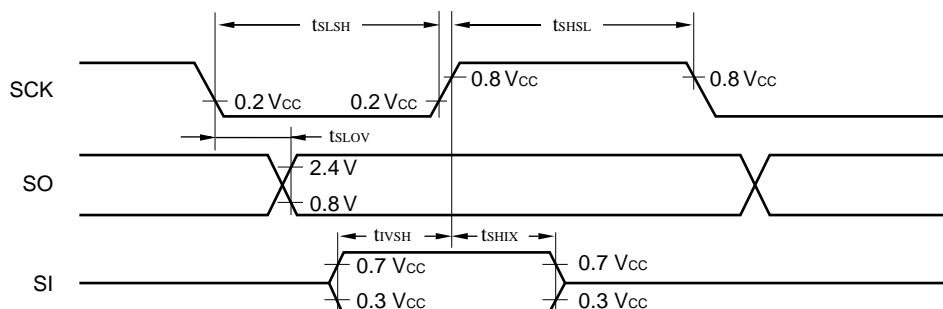 tSLSH tSHSL
SCK 0.2 VCC 0.2 VCC 0.8 VCC 0.8 VCC
tSLOV
SO 2.4 V
0.8 V
tIVSH tSHIX
SI 0.7 VCC 0.7 VCC
0.3 VCC 0.3 VCC